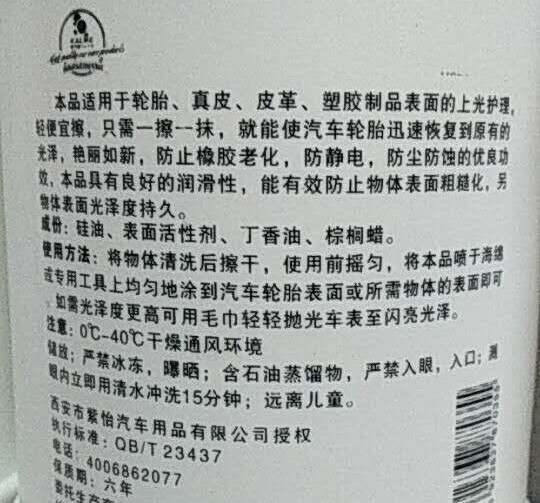 本品适用于轮胎、真皮、皮革、塑胶制品表面的上光护理,
轻便宜擦，只需一擦一抹，就能使汽车轮胎迅速恢复到原有的
光泽，艳丽如新，防止橡胶老化，防静电，防尘防蚀的优良功
效，本品具有良好的润滑性，能有效防止物体表面粗糙化，另
物体表面光泽度持久。
成份：硅油、表面活性剂、丁香油、棕榈蜡。
使用方法：将物体清洗后擦干，使用前摇匀，将本品喷于海绵
或专用工具上均匀地涂到汽车轮胎表面或所需物体的表面即可
，如需光泽度更高可用毛巾轻轻抛光车表至闪亮光泽。
注意：0℃-40℃干燥通风环境
储放；严禁冰冻，曝晒；含石油蒸馏物，严禁入眼，入口；溅
眼内立即用清水冲洗15分钟；远离儿童。
西安市紫怡汽车用品有限公司授权
执行标准：QB/T 23437
电话：4006862077
保质期：六年
委托生产商